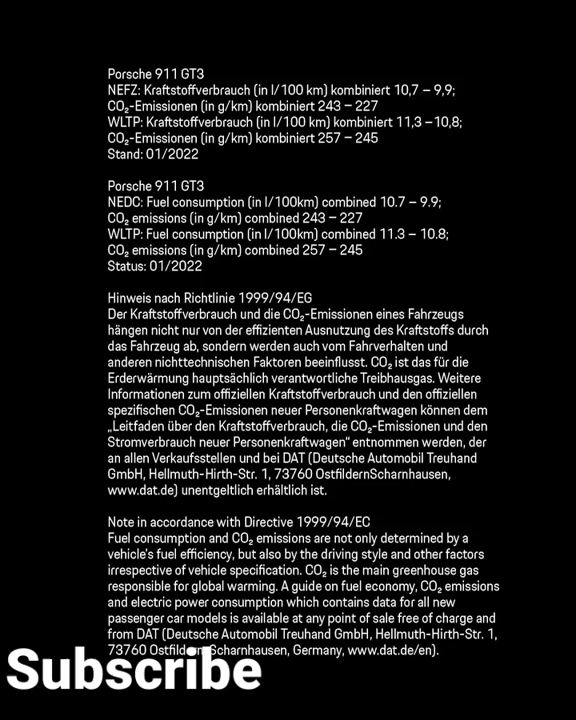 Porsche 911 GT3
NEFZ: Kraftstoffverbrauch (in l/100 km) kombiniert 10,7 – 9,9;
CO₂-Emissionen (in g/km) kombiniert 243 – 227
WLTP: Kraftstoffverbrauch (in l/100 km) kombiniert 11,3 –10,8;
CO₂-Emissionen (in g/km) kombiniert 257 – 245
Stand: 01/2022
Porsche 911 GT3
NEDC: Fuel consumption (in l/100km) combined 10.7 – 9.9;
CO₂ emissions (in g/km) combined 243 – 227
WLTP: Fuel consumption (in l/100km) combined 11.3 – 10.8;
CO₂ emissions (in g/km) combined 257 – 245
Status: 01/2022
Hinweis nach Richtlinie 1999/94/EG
Der Kraftstoffverbrauch und die CO₂-Emissionen eines Fahrzeugs
hängen nicht nur von der effizienten Ausnutzung des Kraftstoffs durch
das Fahrzeug ab, sondern werden auch vom Fahrverhalten und
anderen nichttechnischen Faktoren beeinflusst. CO₂ ist das für die
Erderwärmung hauptsächlich verantwortliche Treibhausgas. Weitere
Informationen zum offiziellen Kraftstoffverbrauch und den offiziellen
spezifischen CO₂-Emissionen neuer Personenkraftwagen können dem
„Leitfaden über den Kraftstoffverbrauch, die CO₂-Emissionen und den
Stromverbrauch neuer Personenkraftwagen“ entnommen werden, der
an allen Verkaufsstellen und bei DAT (Deutsche Automobil Treuhand
GmbH, Hellmuth-Hirth-Str. 1, 73760 OstfildernScharnhausen,
www.dat.de) unentgeltlich erhältlich ist.
Note in accordance with Directive 1999/94/EC
Fuel consumption and CO₂ emissions are not only determined by a
vehicle's fuel efficiency, but also by the driving style and other factors
irrespective of vehicle specification. CO₂ is the main greenhouse gas
responsible for global warming. A guide on fuel economy, CO₂ emissions
and electric power consumption which contains data for all new
passenger car models is available at any point of sale free of charge and
from DAT (Deutsche Automobil Treuhand GmbH, Hellmuth-Hirth-Str. 1,
73760 Ostfildern Scharnhausen, Germany, www.dat.de/en).
Subscribe